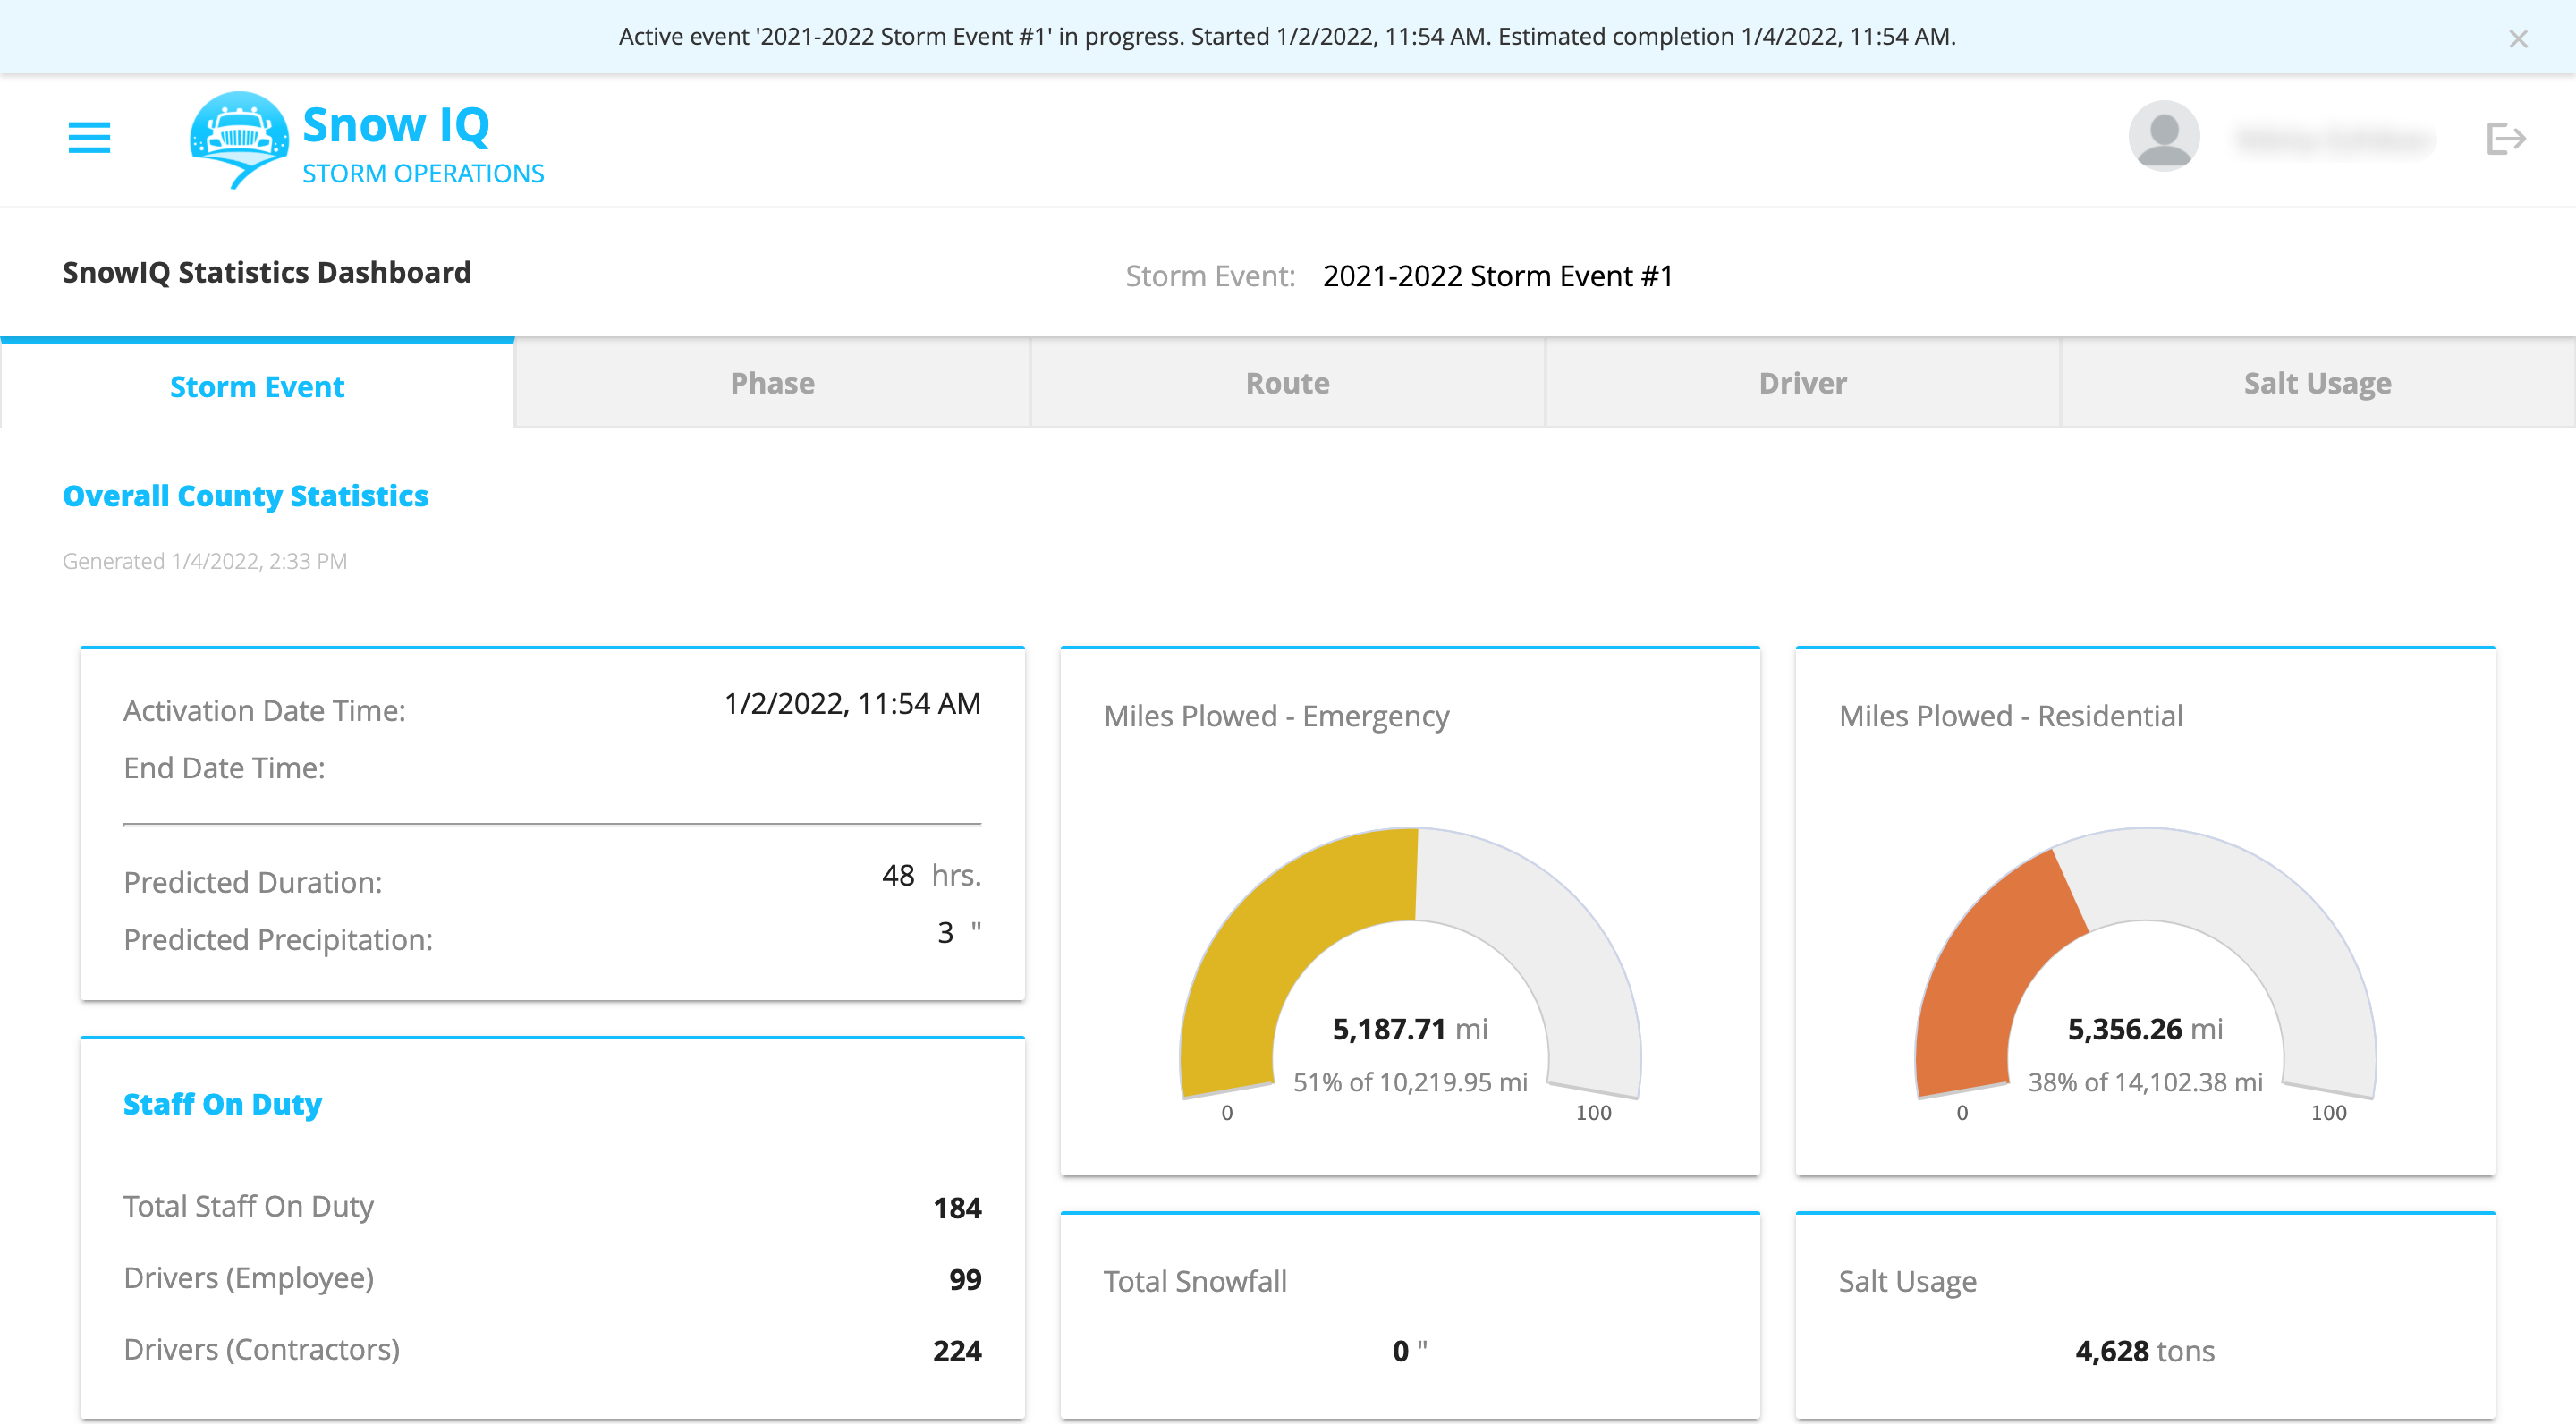 Active event '2021-2022 Storm Event #1' in progress. Started 1/2/2022, 11:54 AM. Estimated completion 1/4/2022, 11:54 AM.
Snow IQ
STORM OPERATIONS
SnowIQ Statistics Dashboard
Storm Event: 2021-2022 Storm Event #1
Storm Event
Phase
Route
Driver
Salt Usage
Overall County Statistics
Generated 1/4/2022, 2:33 PM
Activation Date Time: 1/2/2022, 11:54 AM
End Date Time:
Predicted Duration: 48 hrs.
Predicted Precipitation: 3 "
Staff On Duty
Total Staff On Duty 184
Drivers (Employee) 99
Drivers (Contractors) 224
Miles Plowed - Emergency
5,187.71 mi
51% of 10,219.95 mi
0 100
Miles Plowed - Residential
5,356.26 mi
38% of 14,102.38 mi
0 100
Total Snowfall
0 "
Salt Usage
4,628 tons